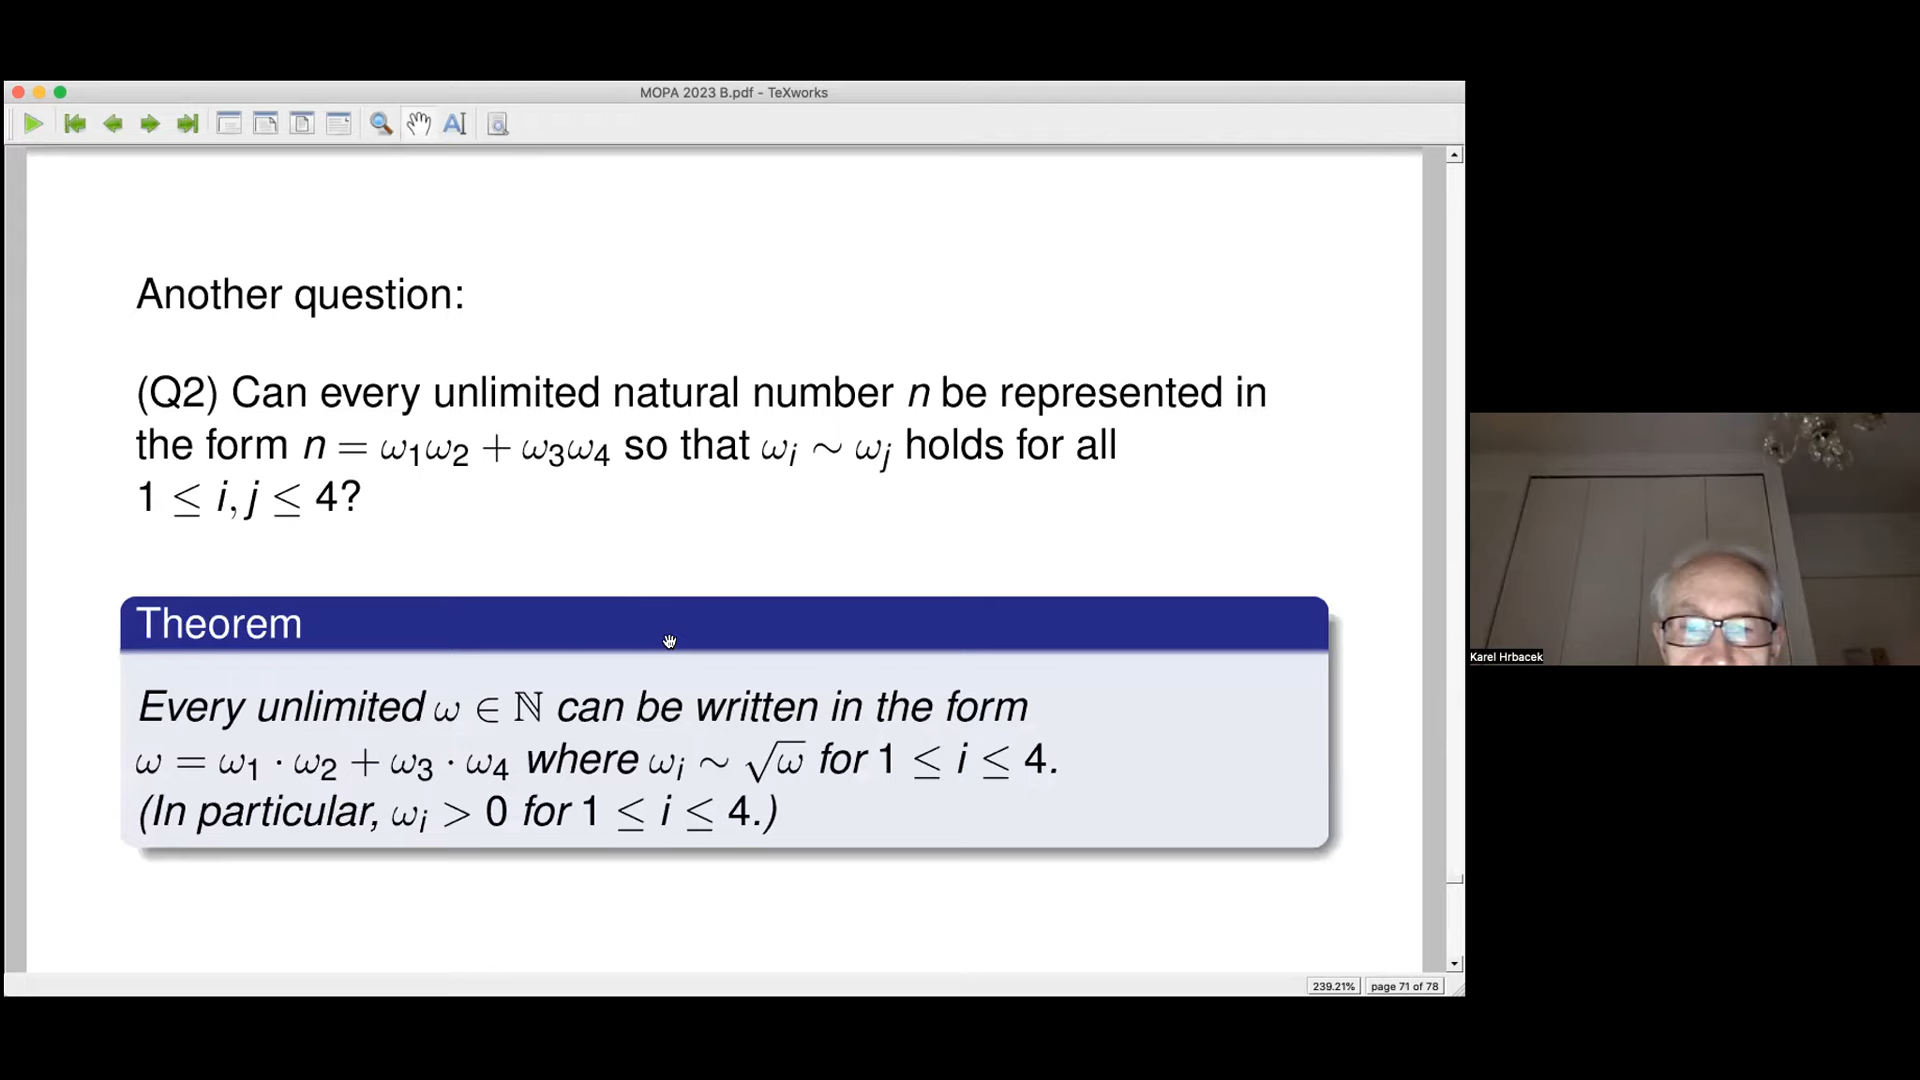 MOPA 2023 B.pdf - TeXworks
Another question:
(Q2) Can every unlimited natural number n be represented in
the form n = ω₁ω₂ + ω₃ω₄ so that ωᵢ ∼ ωⱼ holds for all
1 ≤ i, j ≤ 4?
Theorem
Every unlimited ω ∈ ℕ can be written in the form
ω = ω₁ · ω₂ + ω₃ · ω₄ where ωᵢ ∼ √ω for 1 ≤ i ≤ 4.
(In particular, ωᵢ > 0 for 1 ≤ i ≤ 4.)
Karel Hrbacek
239.21% page 71 of 78